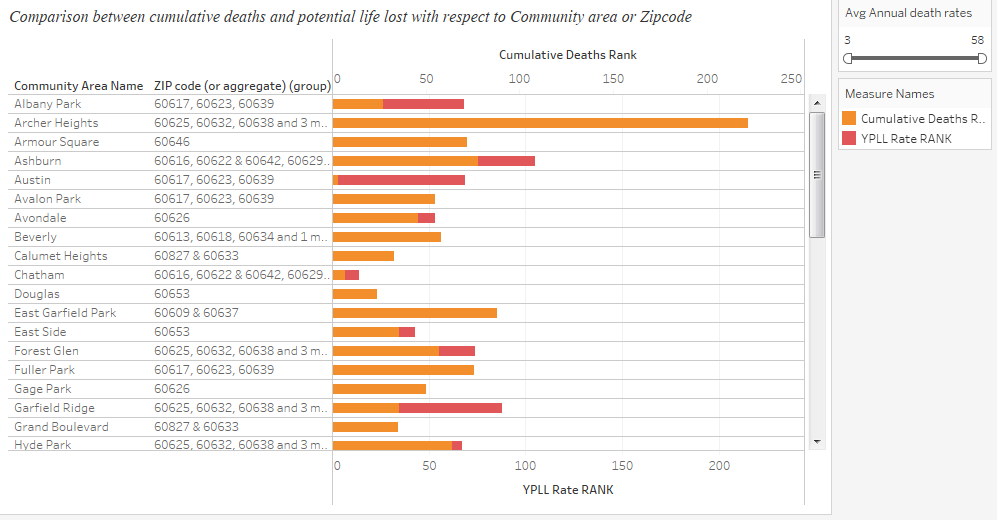 Comparison between cumulative deaths and potential life lost with respect to Community area or Zipcode
Cumulative Deaths Rank
0 50 100 150 200 250
Community Area Name ZIP code (or aggregate) (group)
Albany Park 60617, 60623, 60639
Archer Heights 60625, 60632, 60638 and 3 m..
Armour Square 60646
Ashburn 60616, 60622 & 60642, 60629..
Austin 60617, 60623, 60639
Avalon Park 60617, 60623, 60639
Avondale 60626
Beverly 60613, 60618, 60634 and 1 m..
Calumet Heights 60827 & 60633
Chatham 60616, 60622 & 60642, 60629..
Douglas 60653
East Garfield Park 60609 & 60637
East Side 60653
Forest Glen 60625, 60632, 60638 and 3 m..
Fuller Park 60617, 60623, 60639
Gage Park 60626
Garfield Ridge 60625, 60632, 60638 and 3 m..
Grand Boulevard 60827 & 60633
Hyde Park 60625, 60632, 60638 and 3 m..
0 50 100 150 200
YPLL Rate RANK
Avg Annual death rates
3 58
Measure Names
Cumulative Deaths R..
YPLL Rate RANK